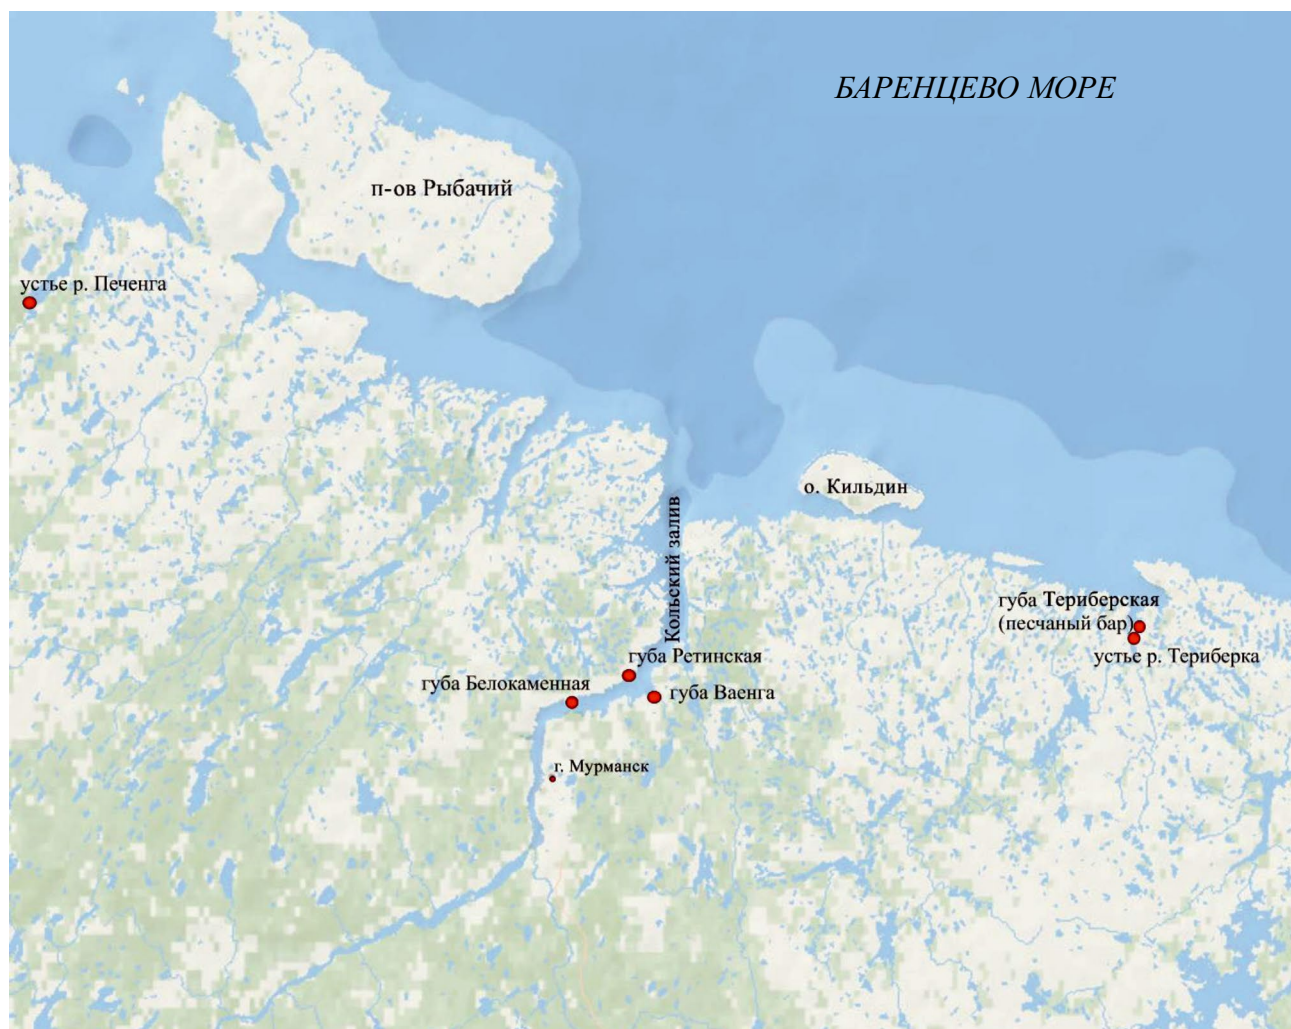 БАРЕНЦЕВО МОРЕ
п-ов Рыбачий
устье р. Печенга
о. Кильдин
Кольский залив
губа Териберская
(песчаный бар)
устье р. Териберка
губа Ретинская
губа Белокаменная
губа Ваенга
г. Мурманск